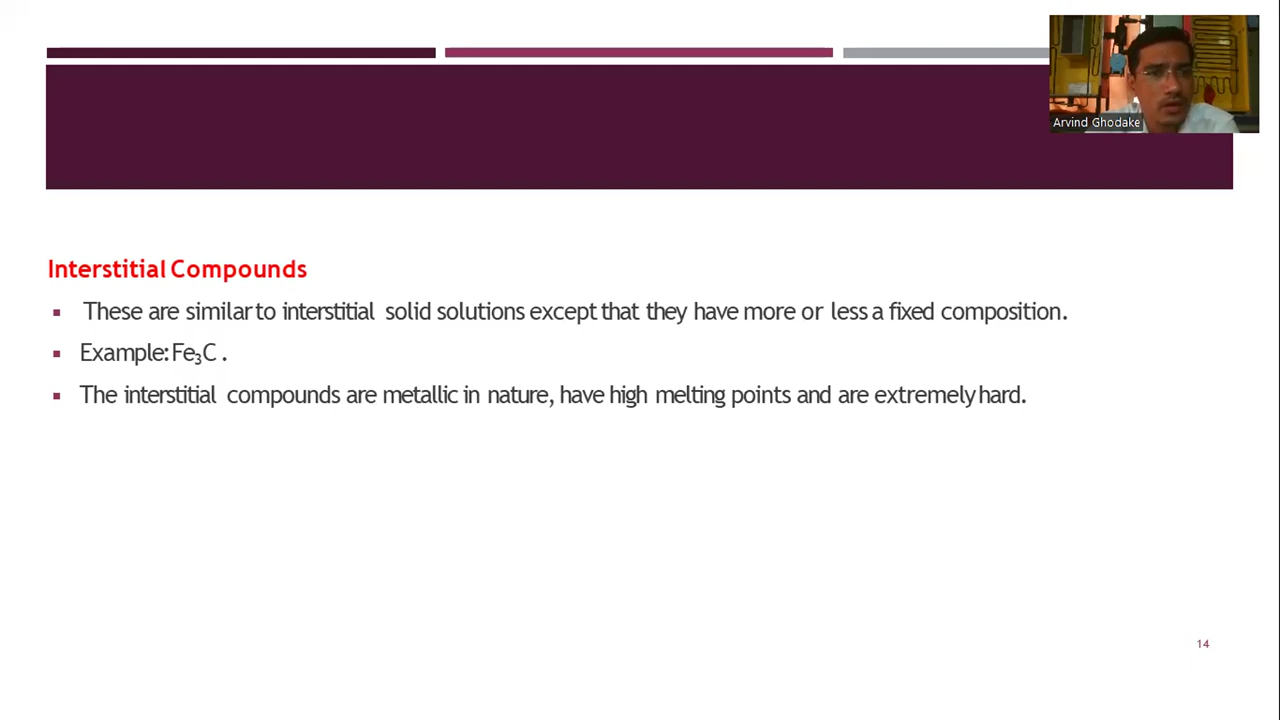 Arvind Ghodake
Interstitial Compounds
▪ These are similar to interstitial solid solutions except that they have more or less a fixed composition.
▪ Example: Fe₃C .
▪ The interstitial compounds are metallic in nature, have high melting points and are extremely hard.
14